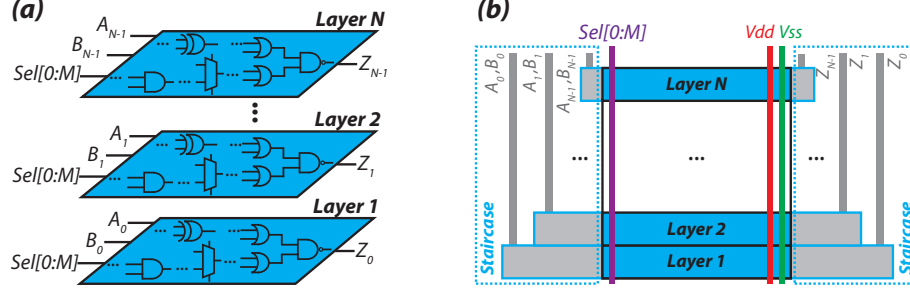 (a)
Layer N
A_{N-1}
B_{N-1}
Sel[0:M]
Z_{N-1}
Layer 2
A_1
B_1
Sel[0:M]
Z_1
Layer 1
A_0
B_0
Sel[0:M]
Z_0
(b)
Sel[0:M]
Vdd
Vss
A_0,B_0
A_1,B_1
A_{N-1},B_{N-1}
Z_{N-1}
Z_1
Z_0
Layer N
...
...
...
Layer 2
Layer 1
Staircase
Staircase